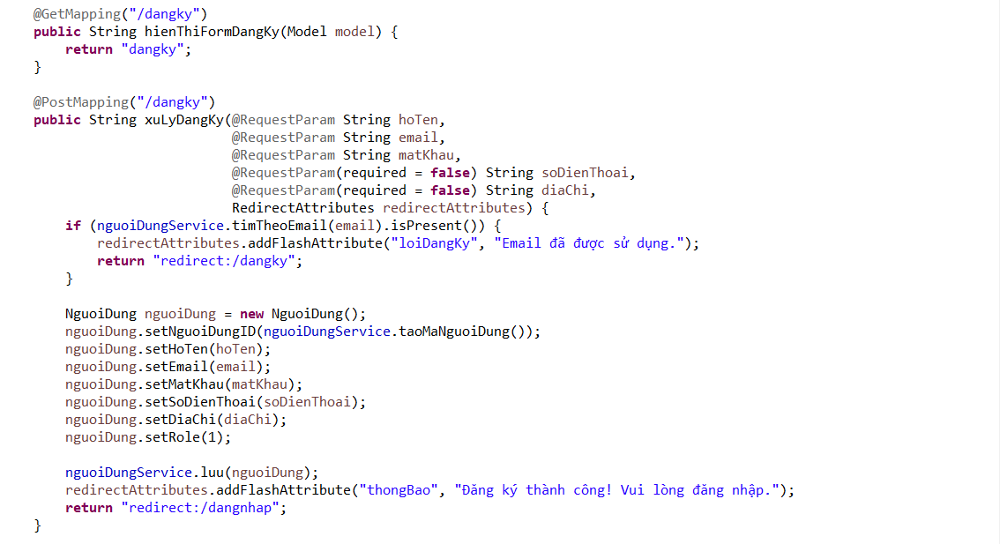 @GetMapping("/dangky")
public String hienThiFormDangKy(Model model) {
    return "dangky";
}

@PostMapping("/dangky")
public String xuLyDangKy(@RequestParam String hoTen,
                         @RequestParam String email,
                         @RequestParam String matKhau,
                         @RequestParam(required = false) String soDienThoai,
                         @RequestParam(required = false) String diaChi,
                         RedirectAttributes redirectAttributes) {
    if (nguoiDungService.timTheoEmail(email).isPresent()) {
        redirectAttributes.addFlashAttribute("loiDangKy", "Email đã được sử dụng.");
        return "redirect:/dangky";
    }

    NguoiDung nguoiDung = new NguoiDung();
    nguoiDung.setNguoiDungID(nguoiDungService.taoMaNguoiDung());
    nguoiDung.setHoTen(hoTen);
    nguoiDung.setEmail(email);
    nguoiDung.setMatKhau(matKhau);
    nguoiDung.setSoDienThoai(soDienThoai);
    nguoiDung.setDiaChi(diaChi);
    nguoiDung.setRole(1);

    nguoiDungService.luu(nguoiDung);
    redirectAttributes.addFlashAttribute("thongBao", "Đăng ký thành công! Vui lòng đăng nhập.");
    return "redirect:/dangnhap";
}